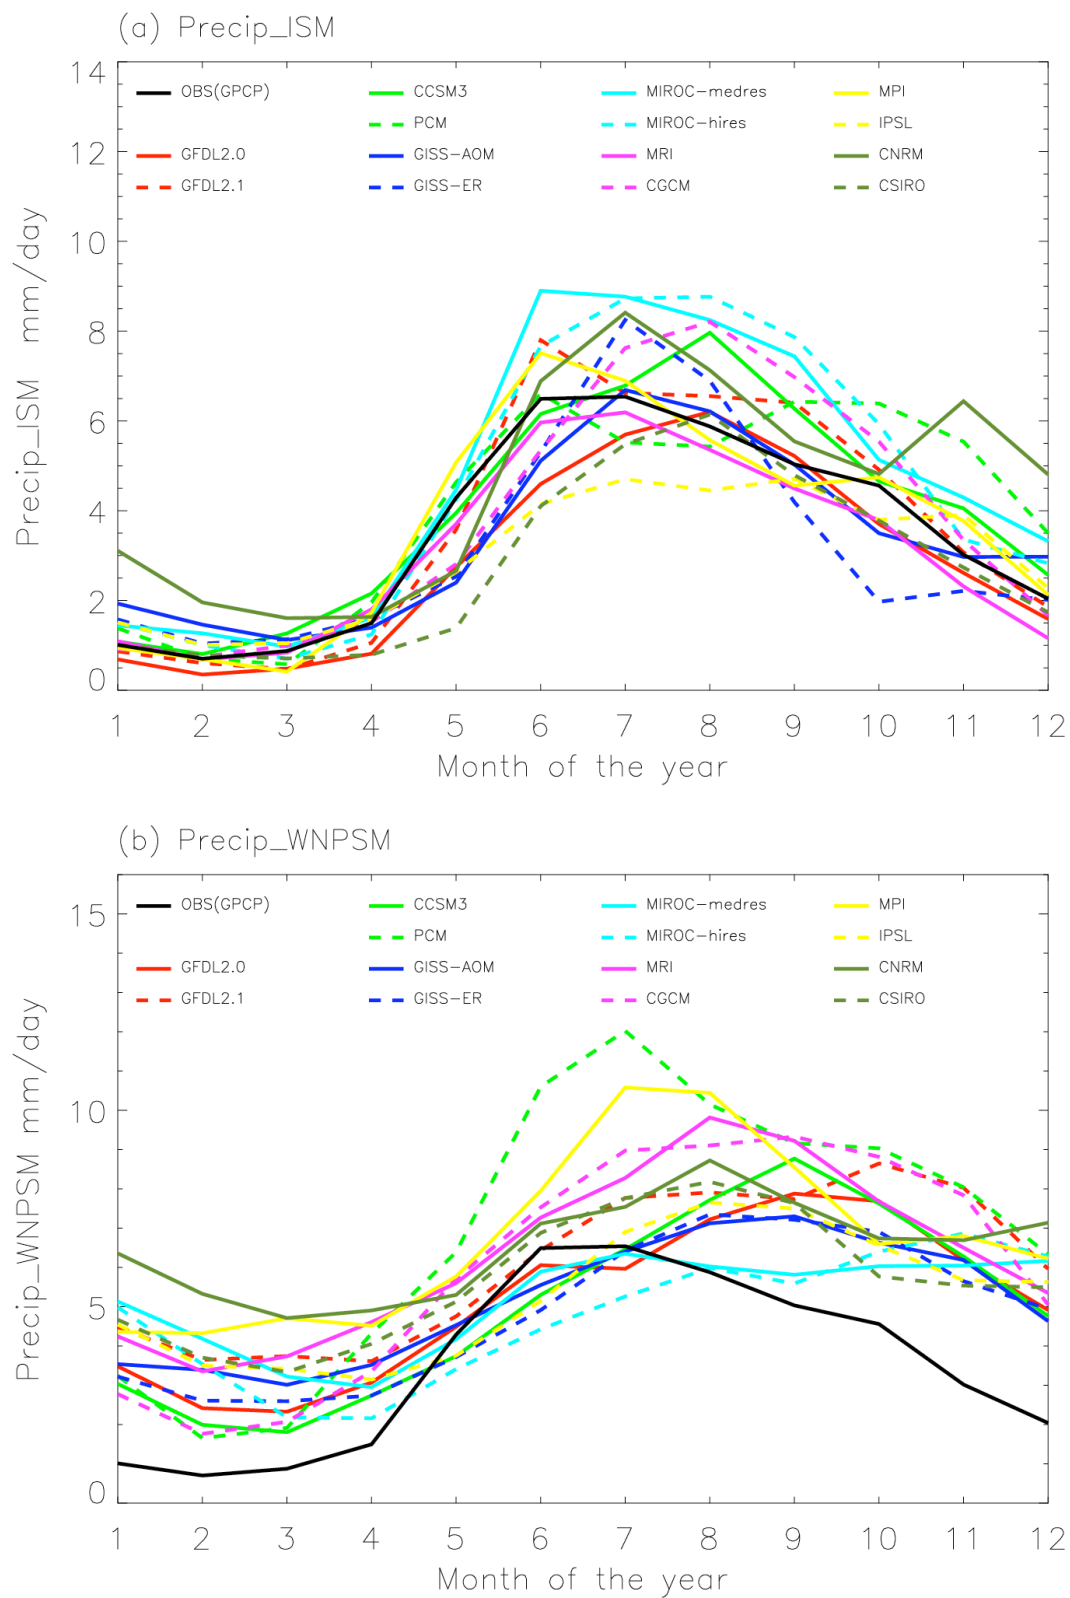 (a) Precip_ISM
Precip_ISM mm/day
14
12
10
8
6
4
2
0
OBS(GPCP) CCSM3 MIROC-medres MPI
PCM MIROC-hires IPSL
GFDL2.0 GISS-AOM MRI CNRM
GFDL2.1 GISS-ER CGCM CSIRO
1 2 3 4 5 6 7 8 9 10 11 12
Month of the year
(b) Precip_WNPSM
Precip_WNPSM mm/day
15
10
5
0
OBS(GPCP) CCSM3 MIROC-medres MPI
PCM MIROC-hires IPSL
GFDL2.0 GISS-AOM MRI CNRM
GFDL2.1 GISS-ER CGCM CSIRO
1 2 3 4 5 6 7 8 9 10 11 12
Month of the year